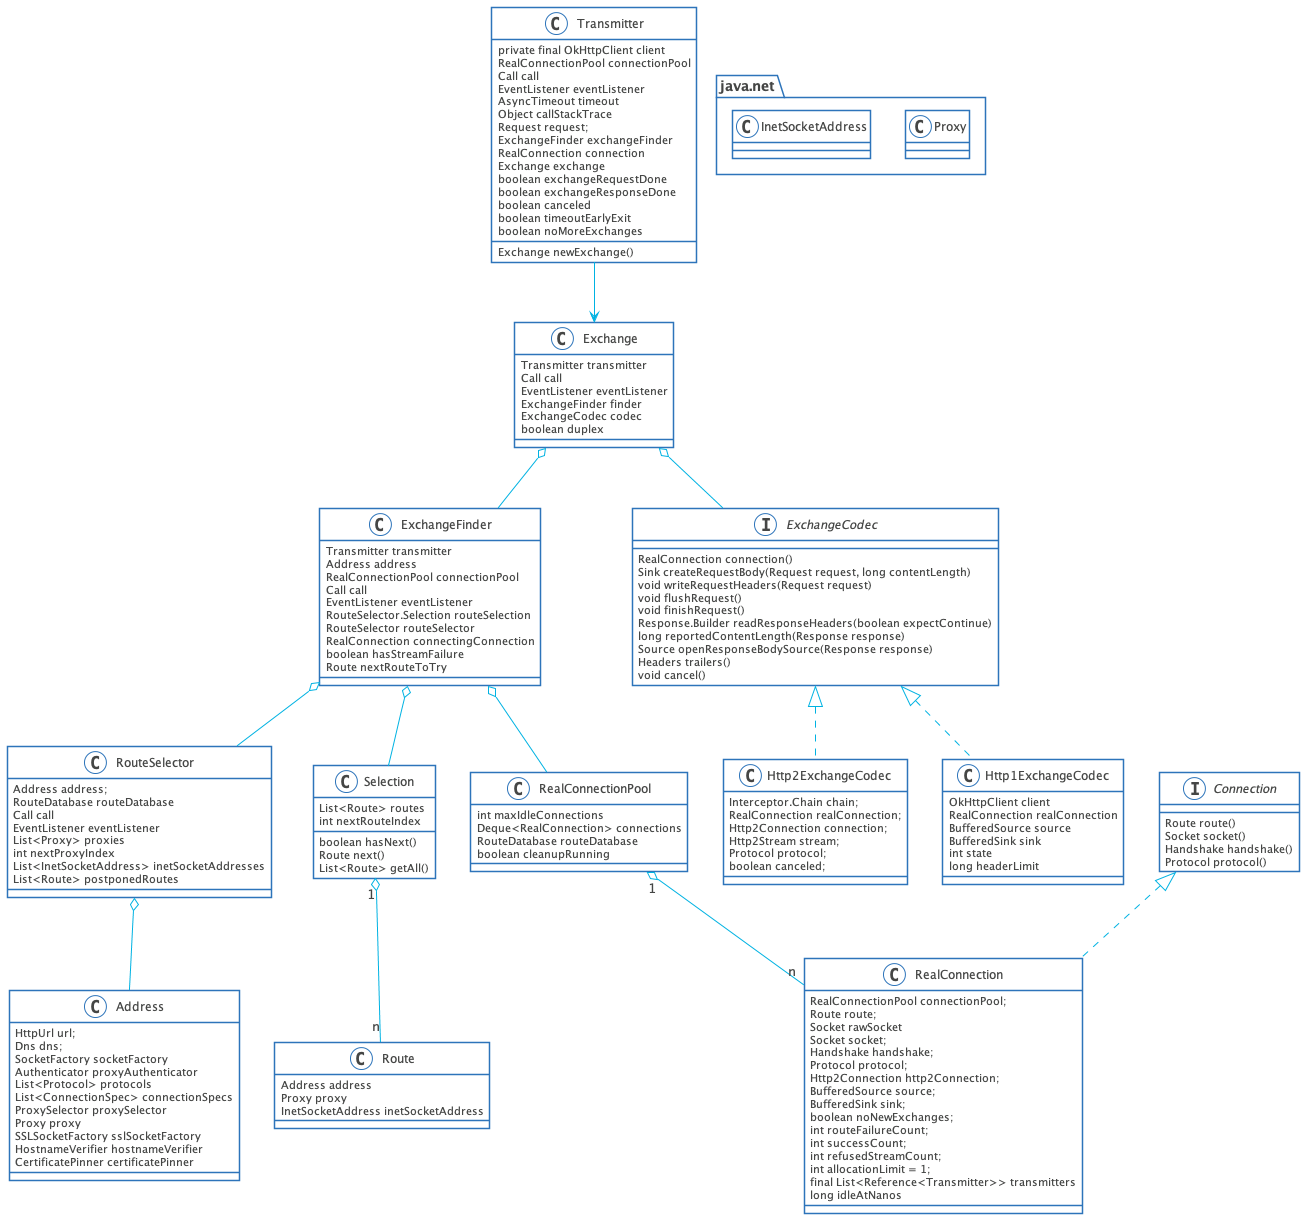 C Transmitter
private final OkHttpClient client
RealConnectionPool connectionPool
Call call
EventListener eventListener
AsyncTimeout timeout
Object callStackTrace
Request request;
ExchangeFinder exchangeFinder
RealConnection connection
Exchange exchange
boolean exchangeRequestDone
boolean exchangeResponseDone
boolean canceled
boolean timeoutEarlyExit
boolean noMoreExchanges
Exchange newExchange()
java.net
C InetSocketAddress
C Proxy
C Exchange
Transmitter transmitter
Call call
EventListener eventListener
ExchangeFinder finder
ExchangeCodec codec
boolean duplex
C ExchangeFinder
Transmitter transmitter
Address address
RealConnectionPool connectionPool
Call call
EventListener eventListener
RouteSelector.Selection routeSelection
RouteSelector routeSelector
RealConnection connectingConnection
boolean hasStreamFailure
Route nextRouteToTry
I ExchangeCodec
RealConnection connection()
Sink createRequestBody(Request request, long contentLength)
void writeRequestHeaders(Request request)
void flushRequest()
void finishRequest()
Response.Builder readResponseHeaders(boolean expectContinue)
long reportedContentLength(Response response)
Source openResponseBodySource(Response response)
Headers trailers()
void cancel()
C RouteSelector
Address address;
RouteDatabase routeDatabase
Call call
EventListener eventListener
List<Proxy> proxies
int nextProxyIndex
List<InetSocketAddress> inetSocketAddresses
List<Route> postponedRoutes
C Selection
List<Route> routes
int nextRouteIndex
boolean hasNext()
Route next()
List<Route> getAll()
C RealConnectionPool
int maxIdleConnections
Deque<RealConnection> connections
RouteDatabase routeDatabase
boolean cleanupRunning
C Http2ExchangeCodec
Interceptor.Chain chain;
RealConnection realConnection;
Http2Connection connection;
Http2Stream stream;
Protocol protocol;
boolean canceled;
C Http1ExchangeCodec
OkHttpClient client
RealConnection realConnection
BufferedSource source
BufferedSink sink
int state
long headerLimit
I Connection
Route route()
Socket socket()
Handshake handshake()
Protocol protocol()
1
1
n
n
C Address
HttpUrl url;
Dns dns;
SocketFactory socketFactory
Authenticator proxyAuthenticator
List<Protocol> protocols
List<ConnectionSpec> connectionSpecs
ProxySelector proxySelector
Proxy proxy
SSLSocketFactory sslSocketFactory
HostnameVerifier hostnameVerifier
CertificatePinner certificatePinner
C Route
Address address
Proxy proxy
InetSocketAddress inetSocketAddress
C RealConnection
RealConnectionPool connectionPool;
Route route;
Socket rawSocket
Socket socket;
Handshake handshake;
Protocol protocol;
Http2Connection http2Connection;
BufferedSource source;
BufferedSink sink;
boolean noNewExchanges;
int routeFailureCount;
int successCount;
int refusedStreamCount;
int allocationLimit = 1;
final List<Reference<Transmitter>> transmitters
long idleAtNanos